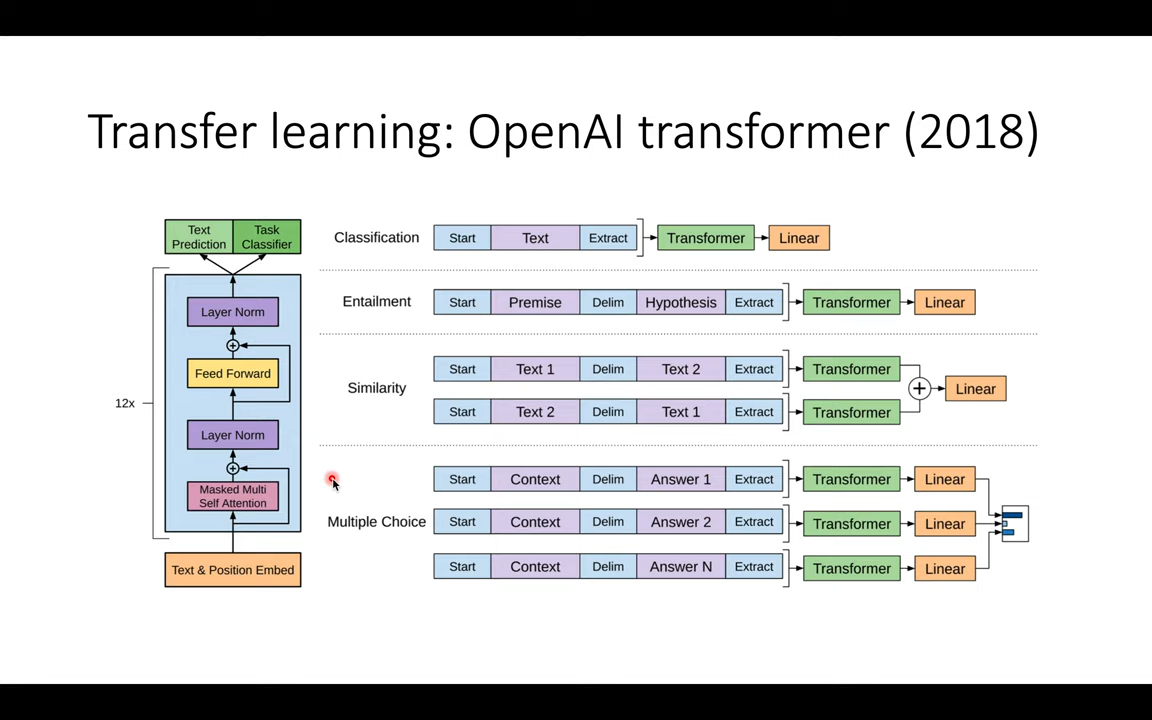 Transfer learning: OpenAI transformer (2018)
Text
Prediction
Task
Classifier
Layer Norm
Feed Forward
12x
Layer Norm
Masked Multi
Self Attention
Text & Position Embed
Classification
Start Text Extract Transformer Linear
Entailment
Start Premise Delim Hypothesis Extract Transformer Linear
Similarity
Start Text 1 Delim Text 2 Extract Transformer
Start Text 2 Delim Text 1 Extract Transformer
+ Linear
Multiple Choice
Start Context Delim Answer 1 Extract Transformer Linear
Start Context Delim Answer 2 Extract Transformer Linear
Start Context Delim Answer N Extract Transformer Linear